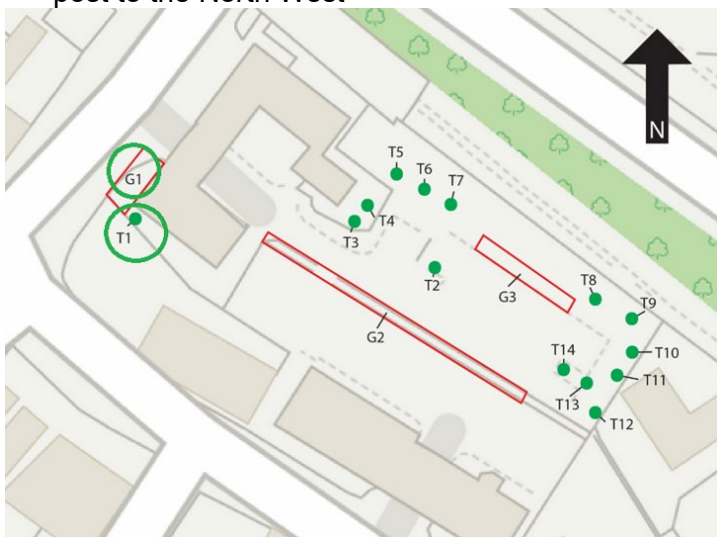 post to the North West
N
T5
T6
T7
G1
T4
T1
T3
T2
G3
T8
T9
G2
T14
T10
T11
T13
T12